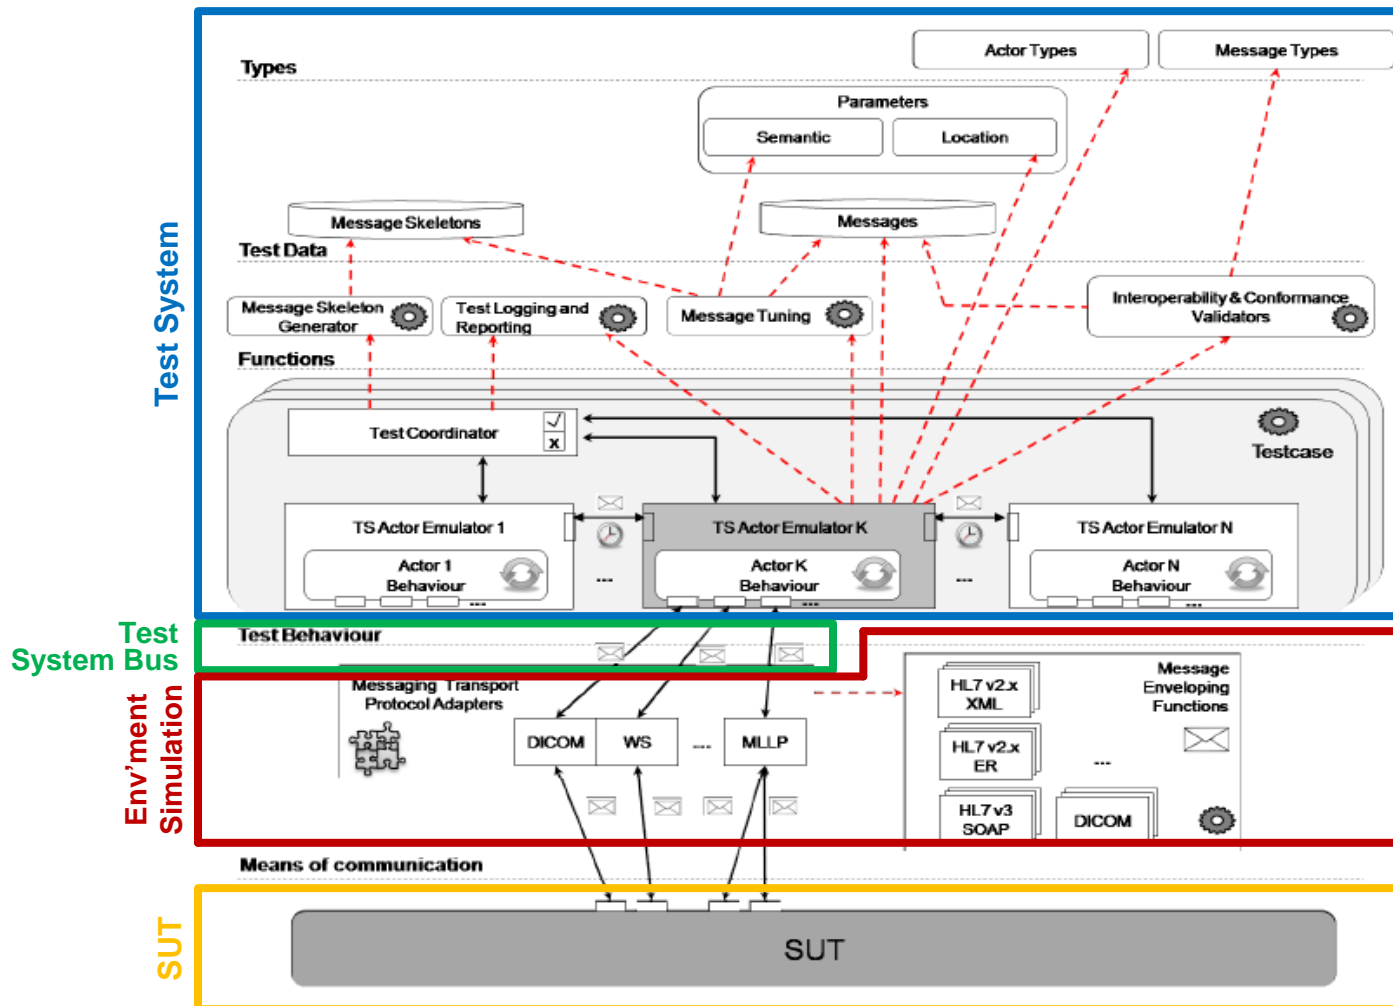 Actor Types
Message Types
Types
Parameters
Semantic
Location
Message Skeletons
Messages
Test Data
Message Skeleton
Generator
Test Logging and
Reporting
Message Tuning
Interoperability & Conformance
Validators
Functions
Test System
Test Coordinator
x
Testcase
TS Actor Emulator 1
TS Actor Emulator K
TS Actor Emulator N
Actor 1
Behaviour
...
Actor K
Behaviour
...
Actor N
Behaviour
...
...
...
Test
System Bus
Test Behaviour
Env'ment
Simulation
Messaging Transport
Protocol Adapters
DICOM
WS
...
MLLP
HL7 v2.x
XML
Message
Enveloping
Functions
HL7 v2.x
ER
...
HL7 v3
SOAP
DICOM
Means of communication
SUT
SUT